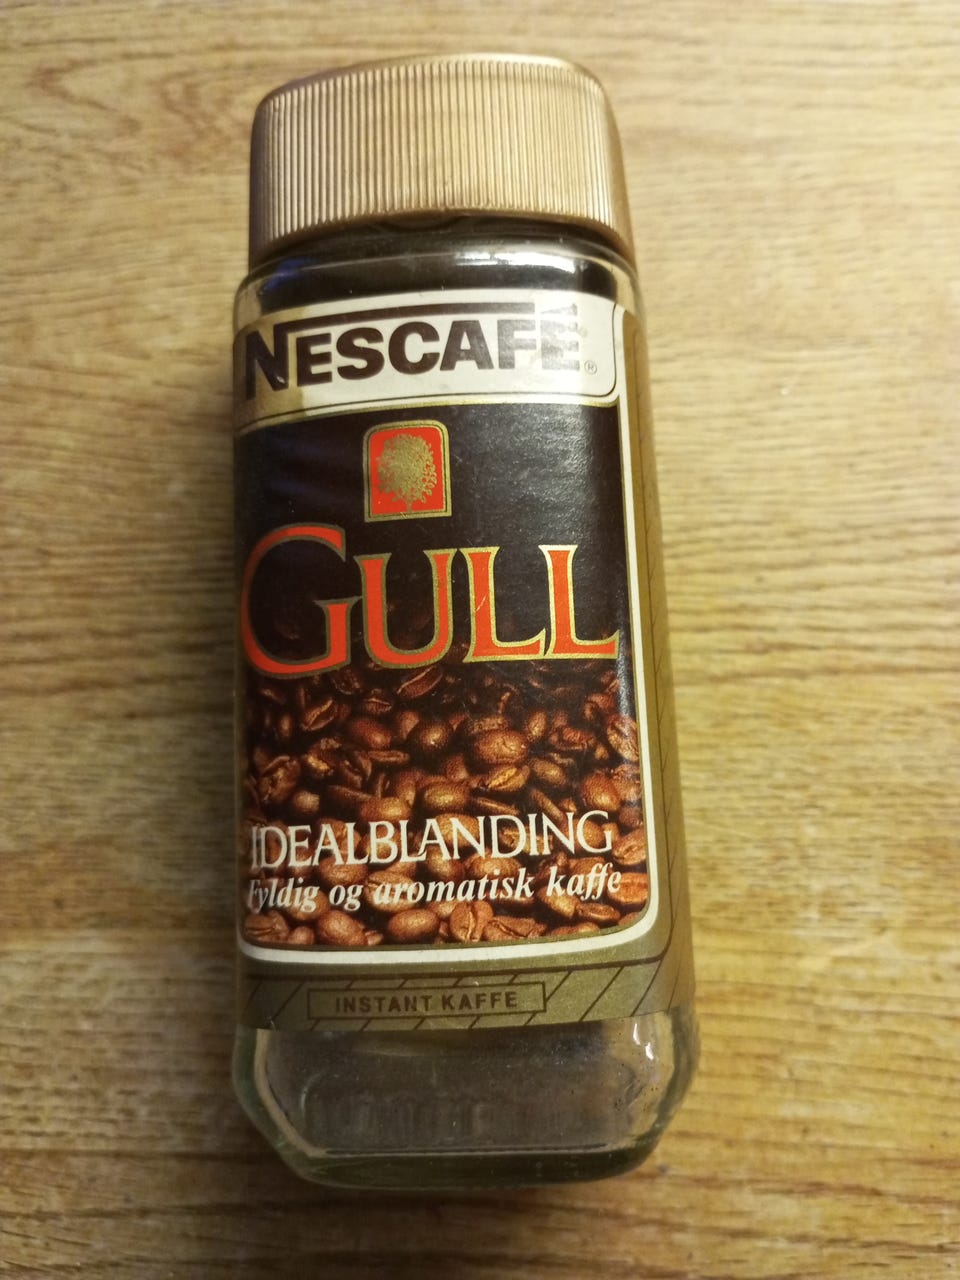 NESCAFÉ®
GULL
IDEALBLANDING
Fyldig og aromatisk kaffe
INSTANT KAFFE